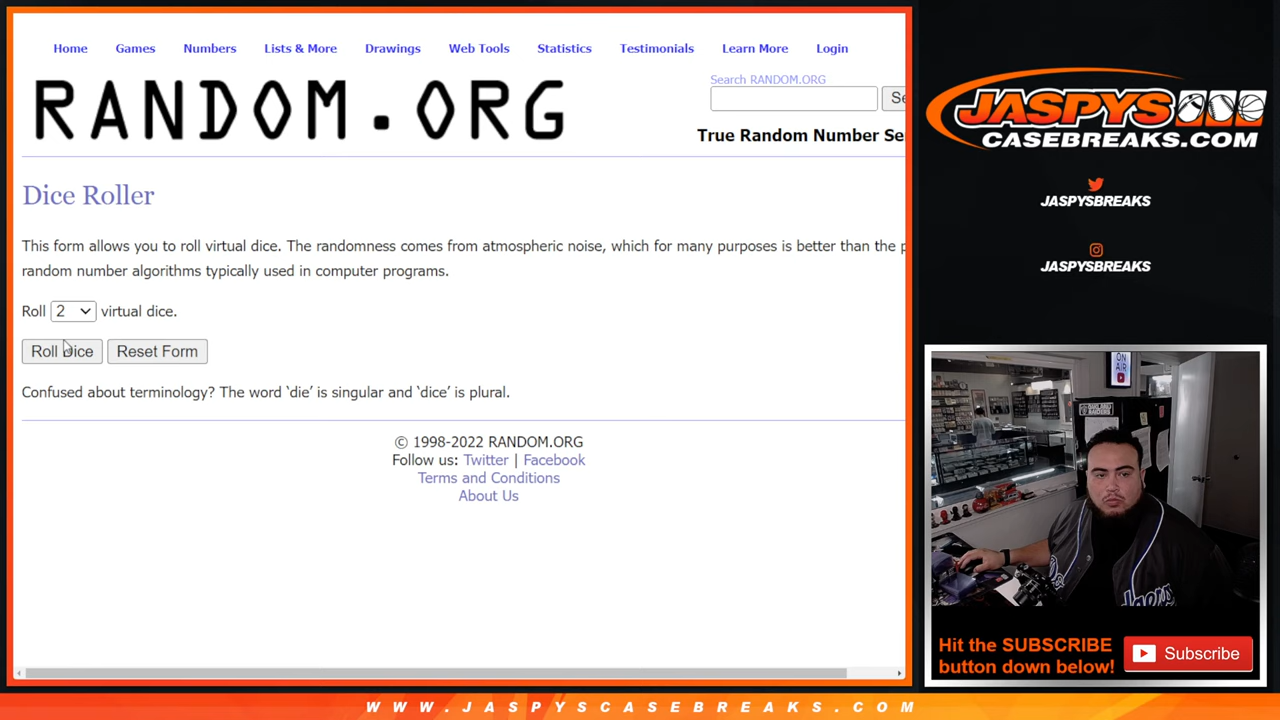 Home Games Numbers Lists & More Drawings Web Tools Statistics Testimonials Learn More Login
RANDOM.ORG
Search RANDOM.ORG
Se
True Random Number Se
Dice Roller
This form allows you to roll virtual dice. The randomness comes from atmospheric noise, which for many purposes is better than the p
random number algorithms typically used in computer programs.
Roll 2 virtual dice.
Roll Dice Reset Form
Confused about terminology? The word ‘die’ is singular and ‘dice’ is plural.
© 1998-2022 RANDOM.ORG
Follow us: Twitter | Facebook
Terms and Conditions
About Us
JASPYS
CASEBREAKS.COM
JASPYSBREAKS
JASPYSBREAKS
ON
AIR
Hit the SUBSCRIBE
button down below!
Subscribe
WWW.JASPYSCASEBREAKS.COM